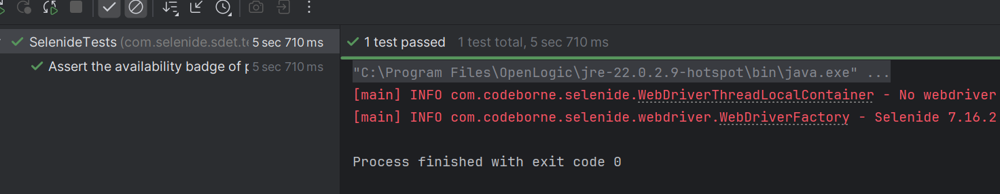 SelenideTests (com.selenide.sdet.te 5 sec 710 ms
Assert the availability badge of p 5 sec 710 ms
1 test passed 1 test total, 5 sec 710 ms
"C:\Program Files\OpenLogic\jre-22.0.2.9-hotspot\bin\java.exe" ...
[main] INFO com.codeborne.selenide.WebDriverThreadLocalContainer - No webdriver
[main] INFO com.codeborne.selenide.webdriver.WebDriverFactory - Selenide 7.16.2
Process finished with exit code 0